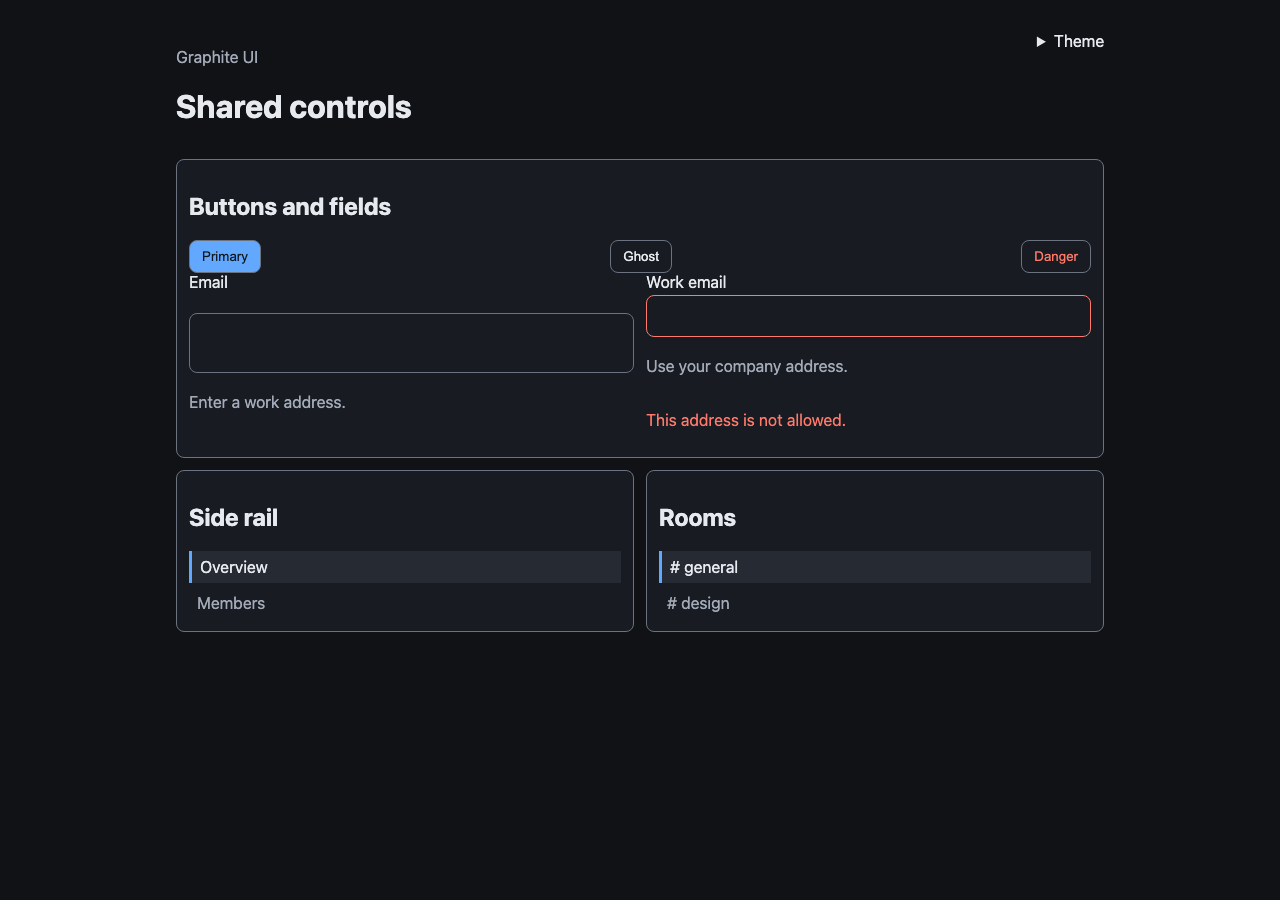 Graphite UI
Theme
Shared controls
Buttons and fields
Primary
Ghost
Danger
Email
Work email
Use your company address.
Enter a work address.
This address is not allowed.
Side rail
Overview
Members
Rooms
# general
# design